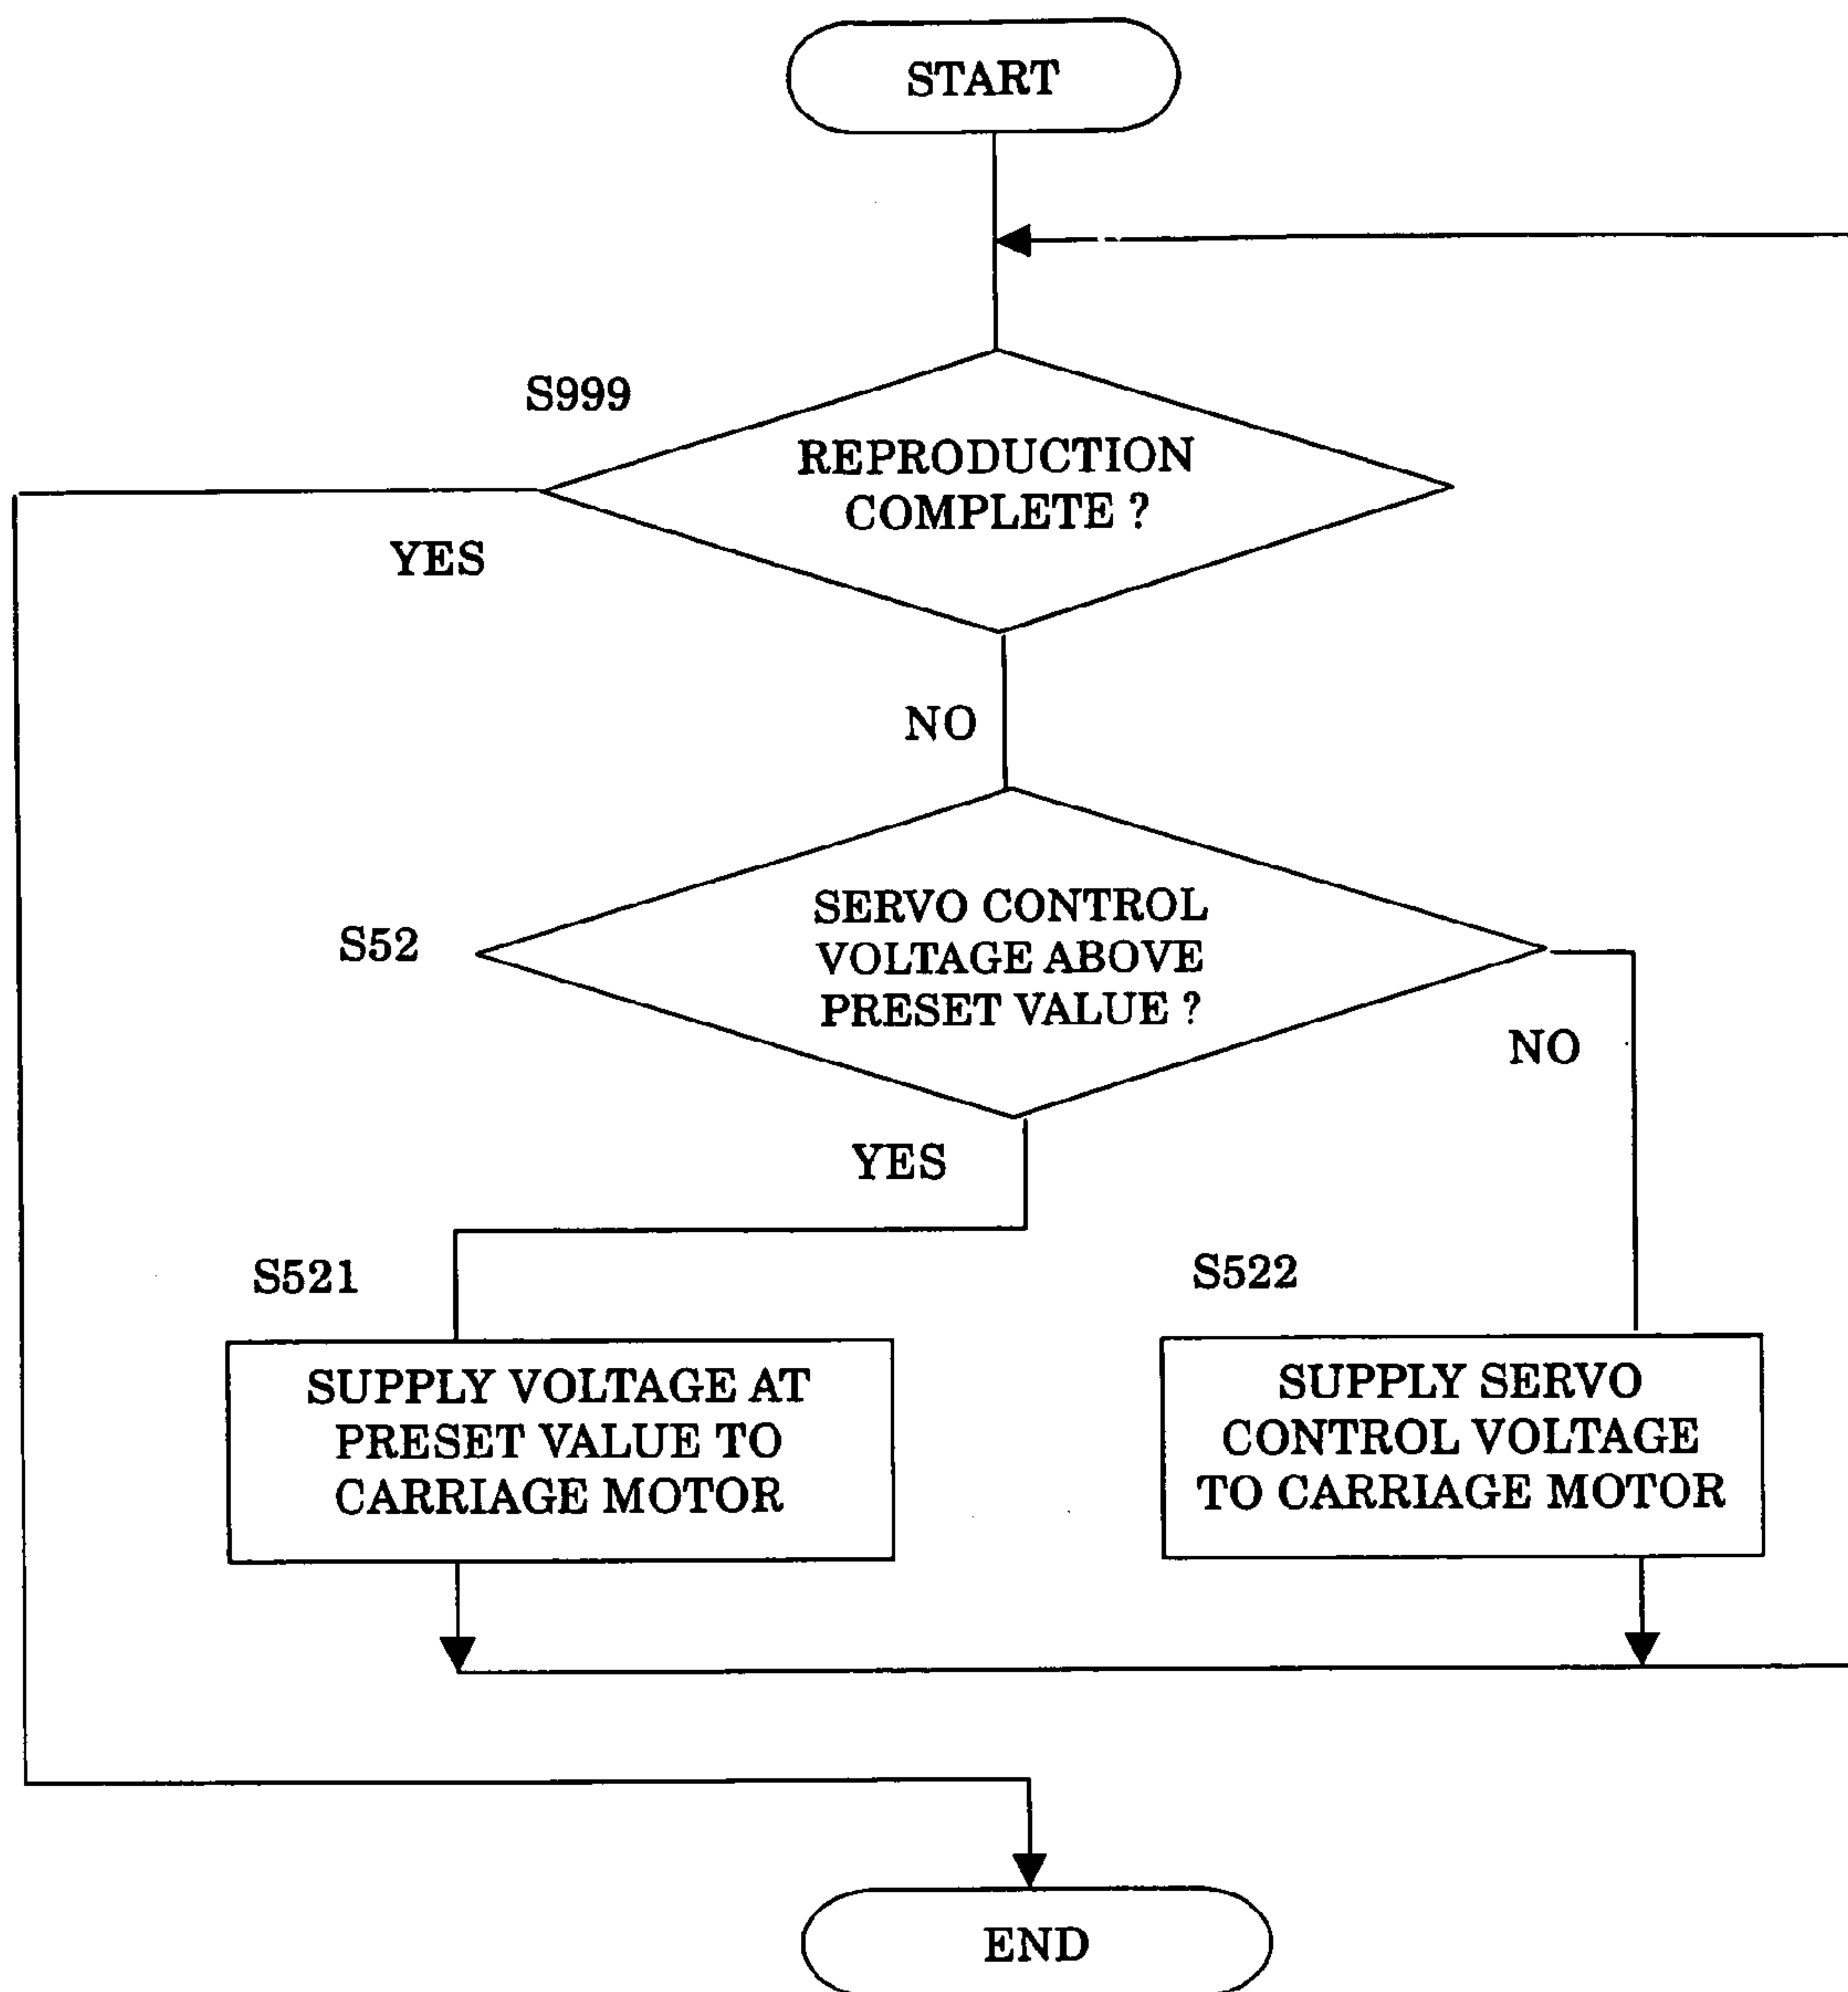 START
S999
REPRODUCTION
COMPLETE ?
YES
NO
S52
SERVO CONTROL
VOLTAGE ABOVE
PRESET VALUE ?
NO
YES
S521
SUPPLY VOLTAGE AT
PRESET VALUE TO
CARRIAGE MOTOR
S522
SUPPLY SERVO
CONTROL VOLTAGE
TO CARRIAGE MOTOR
END